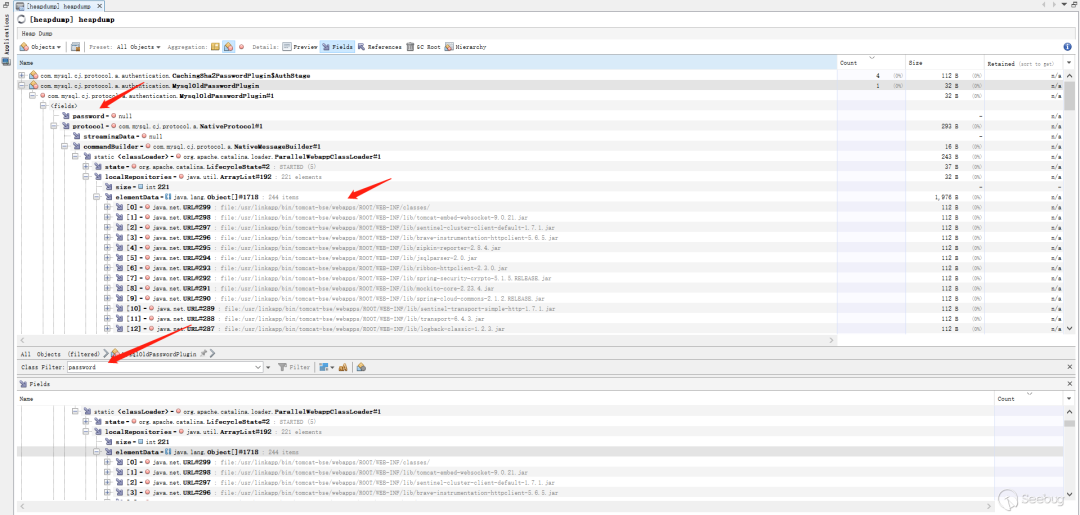 [heapdump] heapdump
Applications
[heapdump] heapdump
Heap Dump
Objects Preset: All Objects Aggregation: Details: Preview Fields References GC Root Hierarchy
Name Count Size Retained (sort to get)
com.mysql.cj.protocol.a.authentication.CachingSha2PasswordPlugin$AuthStage 4 (0%) 112 B (0%) n/a
com.mysql.cj.protocol.a.authentication.MysqlOldPasswordPlugin 1 (0%) 32 B (0%) n/a
com.mysql.cj.protocol.a.authentication.MysqlOldPasswordPlugin#1 32 B (0%) n/a
<fields>
password = null - n/a
protocol = com.mysql.cj.protocol.a.NativeProtocol#1 293 B (0%) n/a
streamingData = null - n/a
commandBuilder = com.mysql.cj.protocol.a.NativeMessageBuilder#1 16 B (0%) n/a
static <classLoader> = org.apache.catalina.loader.ParallelWebappClassLoader#1 243 B (0%) n/a
state = org.apache.catalina.LifecycleState#2 : STARTED (5) 37 B (0%) n/a
localRepositories = java.util.ArrayList#192 : 221 elements 32 B (0%) n/a
size = int 221 - - n/a
elementData = java.lang.Object[]#1718 : 244 items 1,976 B (0%) n/a
[0] = java.net.URL#299 : file:/usr/linkapp/bin/tomcat-bse/webapps/ROOT/WEB-INF/classes/ 112 B (0%) n/a
[1] = java.net.URL#298 : file:/usr/linkapp/bin/tomcat-bse/webapps/ROOT/WEB-INF/lib/tomcat-embed-websocket-9.0.21.jar 112 B (0%) n/a
[2] = java.net.URL#297 : file:/usr/linkapp/bin/tomcat-bse/webapps/ROOT/WEB-INF/lib/sentinel-cluster-client-default-1.7.1.jar 112 B (0%) n/a
[3] = java.net.URL#296 : file:/usr/linkapp/bin/tomcat-bse/webapps/ROOT/WEB-INF/lib/brave-instrumentation-httpclient-5.6.5.jar 112 B (0%) n/a
[4] = java.net.URL#295 : file:/usr/linkapp/bin/tomcat-bse/webapps/ROOT/WEB-INF/lib/zipkin-reporter-2.8.4.jar 112 B (0%) n/a
[5] = java.net.URL#294 : file:/usr/linkapp/bin/tomcat-bse/webapps/ROOT/WEB-INF/lib/jsqlparser-2.0.jar 112 B (0%) n/a
[6] = java.net.URL#293 : file:/usr/linkapp/bin/tomcat-bse/webapps/ROOT/WEB-INF/lib/ribbon-httpclient-2.3.0.jar 112 B (0%) n/a
[7] = java.net.URL#292 : file:/usr/linkapp/bin/tomcat-bse/webapps/ROOT/WEB-INF/lib/spring-security-crypto-5.1.5.RELEASE.jar 112 B (0%) n/a
[8] = java.net.URL#291 : file:/usr/linkapp/bin/tomcat-bse/webapps/ROOT/WEB-INF/lib/mockito-core-2.23.4.jar 112 B (0%) n/a
[9] = java.net.URL#290 : file:/usr/linkapp/bin/tomcat-bse/webapps/ROOT/WEB-INF/lib/spring-cloud-commons-2.1.2.RELEASE.jar 112 B (0%) n/a
[10] = java.net.URL#289 : file:/usr/linkapp/bin/tomcat-bse/webapps/ROOT/WEB-INF/lib/sentinel-transport-simple-http-1.7.1.jar 112 B (0%) n/a
[11] = java.net.URL#288 : file:/usr/linkapp/bin/tomcat-bse/webapps/ROOT/WEB-INF/lib/transport-6.4.3.jar 112 B (0%) n/a
[12] = java.net.URL#287 : file:/usr/linkapp/bin/tomcat-bse/webapps/ROOT/WEB-INF/lib/logback-classic-1.2.3.jar 112 B (0%) n/a
All Objects (filtered) MysqlOldPasswordPlugin
Class Filter: password Filter
Fields
Name Count
static <classLoader> = org.apache.catalina.loader.ParallelWebappClassLoader#1
state = org.apache.catalina.LifecycleState#2 : STARTED (5)
localRepositories = java.util.ArrayList#192 : 221 elements
size = int 221
elementData = java.lang.Object[]#1718 : 244 items
[0] = java.net.URL#299 : file:/usr/linkapp/bin/tomcat-bse/webapps/ROOT/WEB-INF/classes/
[1] = java.net.URL#298 : file:/usr/linkapp/bin/tomcat-bse/webapps/ROOT/WEB-INF/lib/tomcat-embed-websocket-9.0.21.jar
[2] = java.net.URL#297 : file:/usr/linkapp/bin/tomcat-bse/webapps/ROOT/WEB-INF/lib/sentinel-cluster-client-default-1.7.1.jar
[3] = java.net.URL#296 : file:/usr/linkapp/bin/tomcat-bse/webapps/ROOT/WEB-INF/lib/brave-instrumentation-httpclient-5.6.5.jar
Seebug